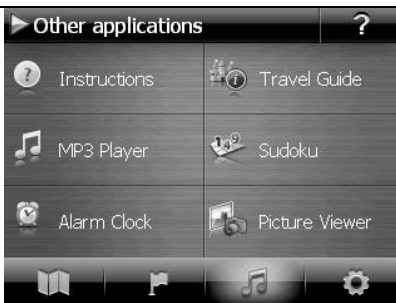 Other applications ?
Instructions Travel Guide
MP3 Player Sudoku
Alarm Clock Picture Viewer